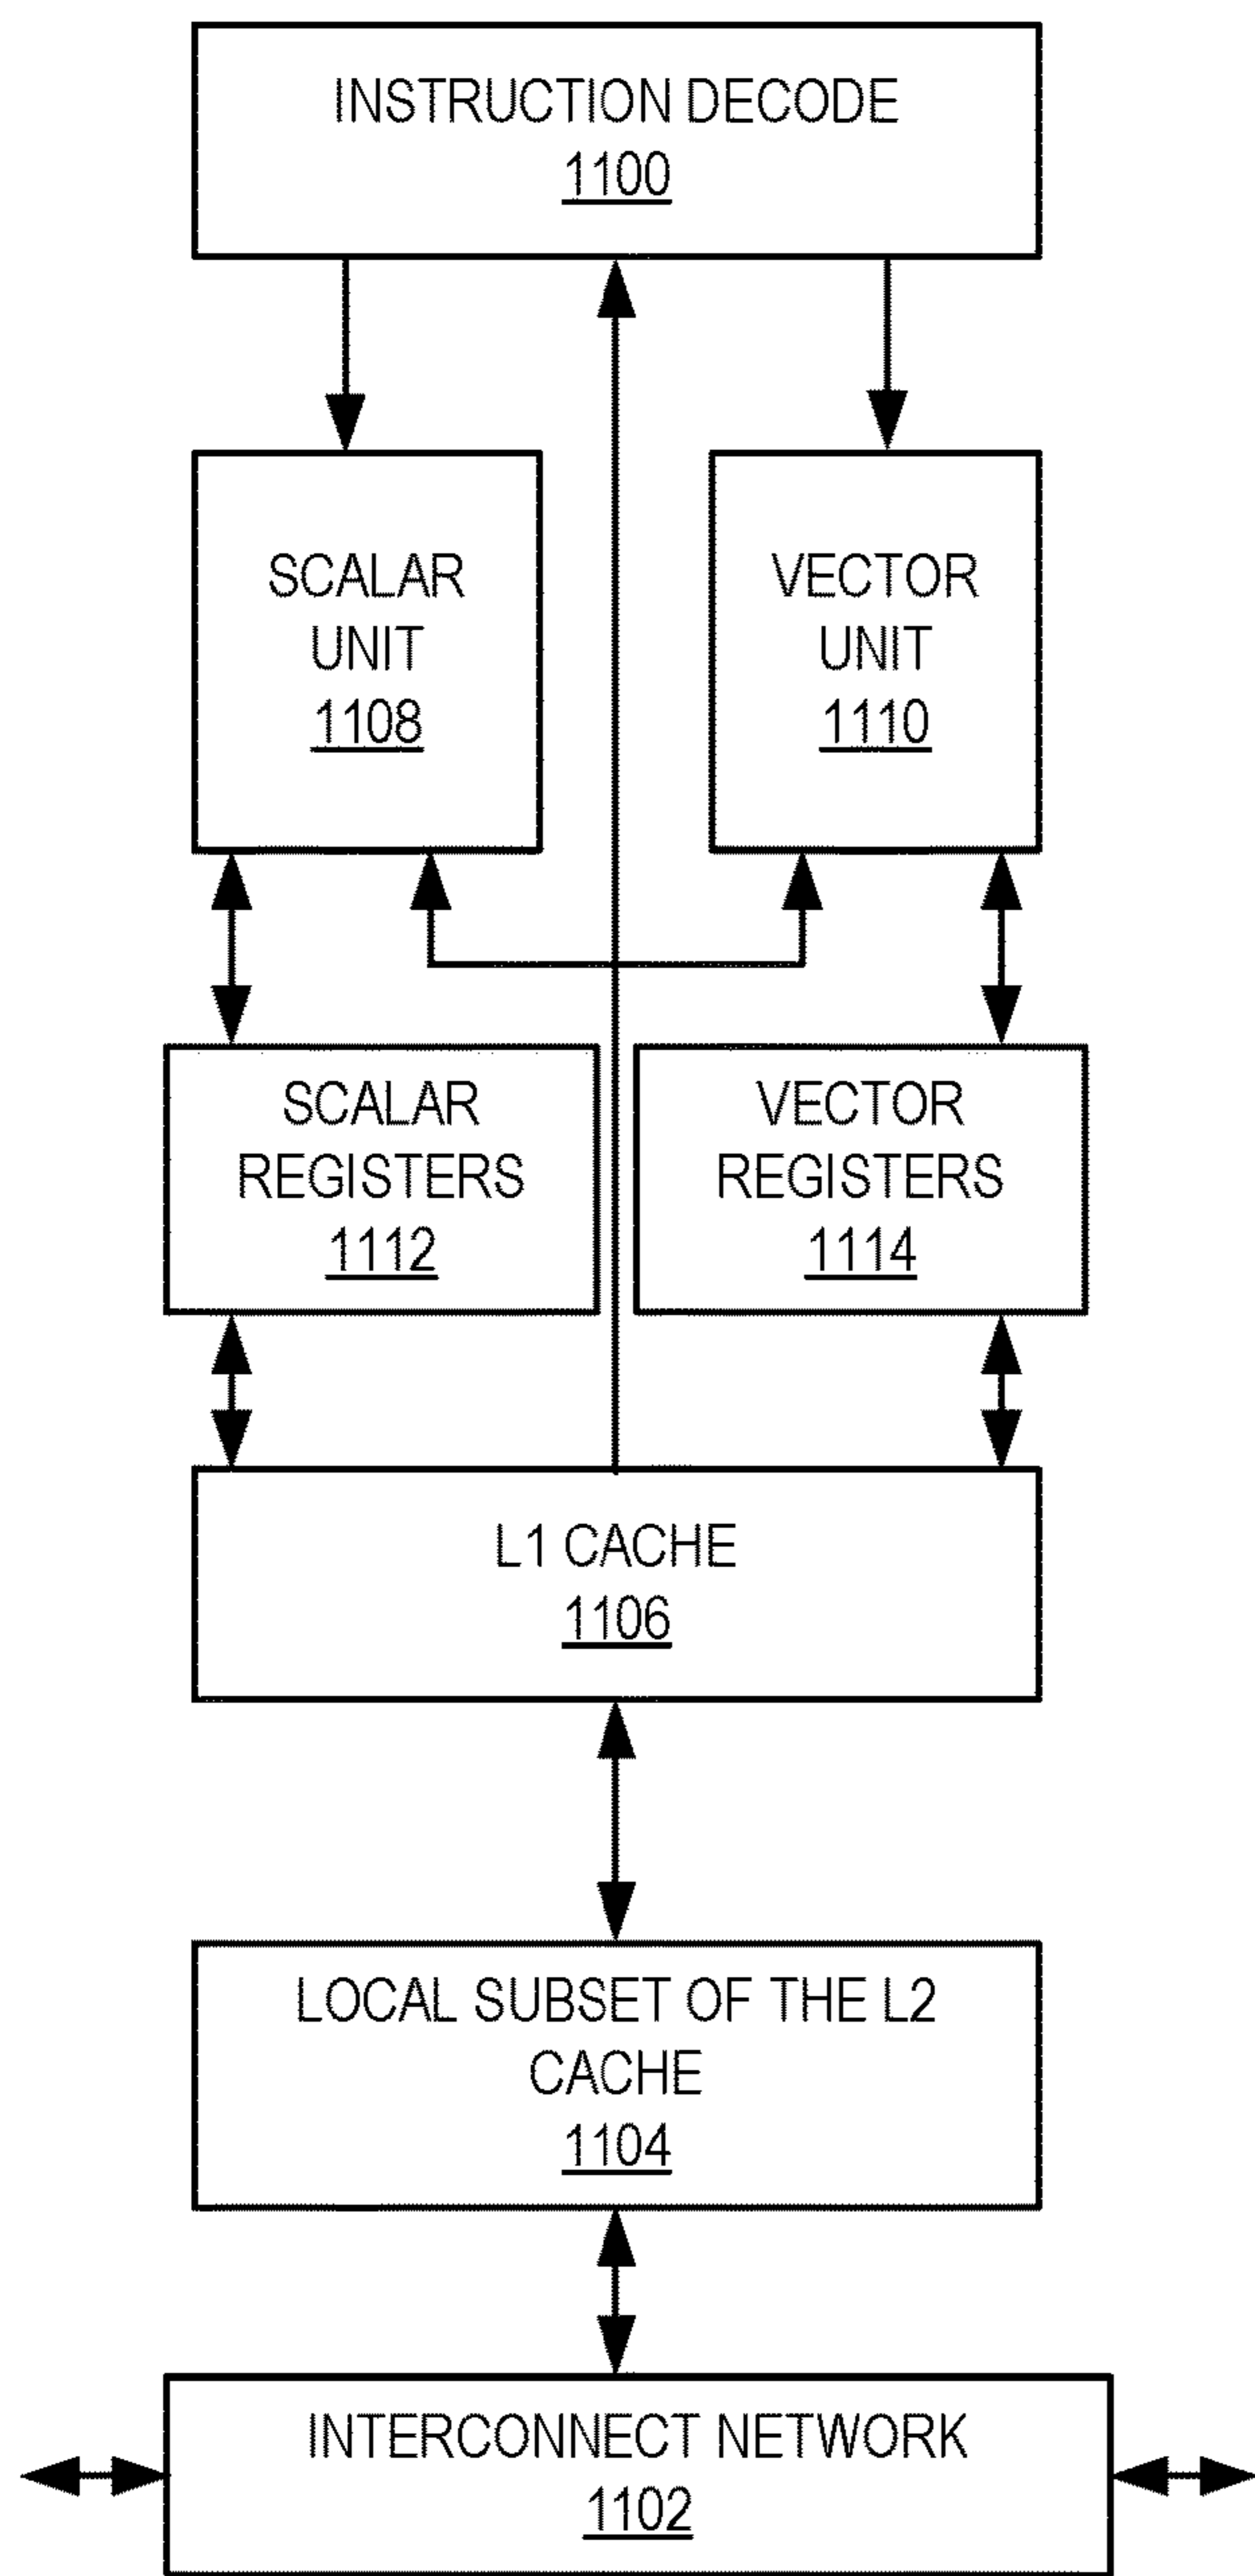 INSTRUCTION DECODE
1100
SCALAR
UNIT
1108
VECTOR
UNIT
1110
SCALAR
REGISTERS
1112
VECTOR
REGISTERS
1114
L1 CACHE
1106
LOCAL SUBSET OF THE L2
CACHE
1104
INTERCONNECT NETWORK
1102